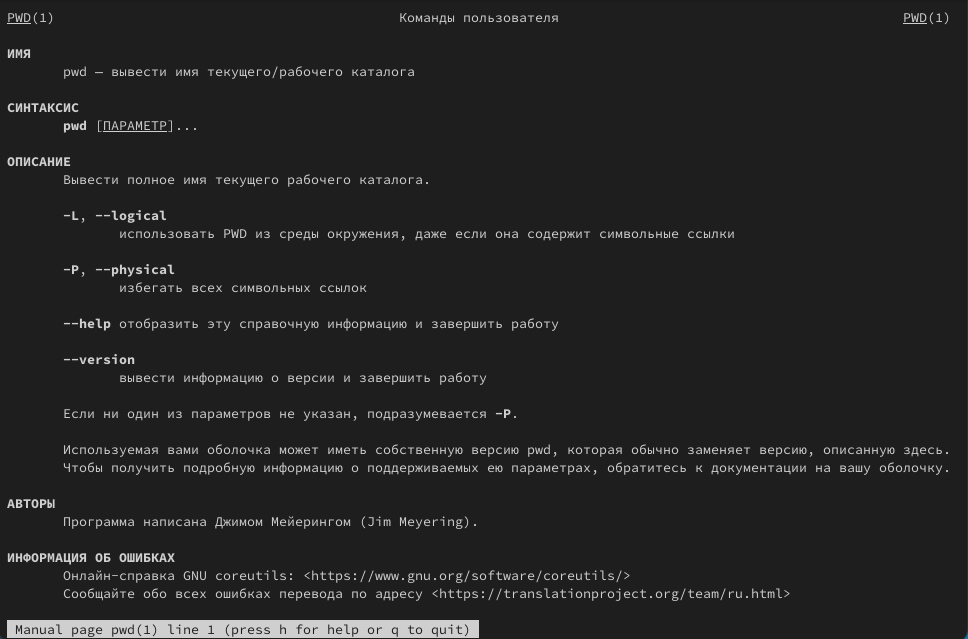 PWD(1) Команды пользователя PWD(1)
ИМЯ
pwd — вывести имя текущего/рабочего каталога
СИНТАКСИС
pwd [ПАРАМЕТР]...
ОПИСАНИЕ
Вывести полное имя текущего рабочего каталога.
-L, --logical
использовать PWD из среды окружения, даже если она содержит символьные ссылки
-P, --physical
избегать всех символьных ссылок
--help отобразить эту справочную информацию и завершить работу
--version
вывести информацию о версии и завершить работу
Если ни один из параметров не указан, подразумевается -P.
Используемая вами оболочка может иметь собственную версию pwd, которая обычно заменяет версию, описанную здесь.
Чтобы получить подробную информацию о поддерживаемых ею параметрах, обратитесь к документации на вашу оболочку.
АВТОРЫ
Программа написана Джимом Мейерингом (Jim Meyering).
ИНФОРМАЦИЯ ОБ ОШИБКАХ
Онлайн-справка GNU coreutils: <https://www.gnu.org/software/coreutils/>
Сообщайте обо всех ошибках перевода по адресу <https://translationproject.org/team/ru.html>
Manual page pwd(1) line 1 (press h for help or q to quit)